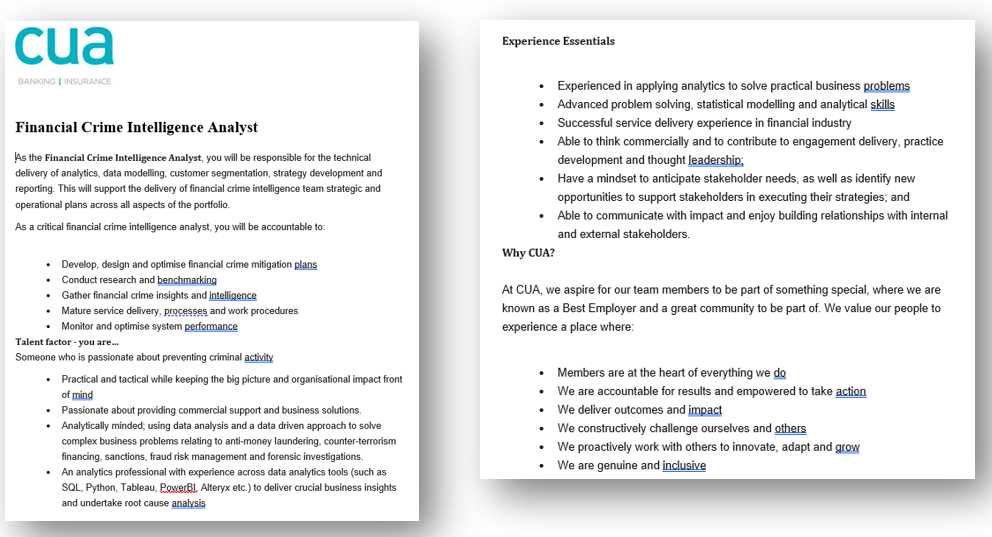 cua
BANKING | INSURANCE
Financial Crime Intelligence Analyst
As the Financial Crime Intelligence Analyst, you will be responsible for the technical
delivery of analytics, data modelling, customer segmentation, strategy development and
reporting. This will support the delivery of financial crime intelligence team strategic and
operational plans across all aspects of the portfolio.
As a critical financial crime intelligence analyst, you will be accountable to:
• Develop, design and optimise financial crime mitigation plans
• Conduct research and benchmarking
• Gather financial crime insights and intelligence
• Mature service delivery, processes and work procedures
• Monitor and optimise system performance
Talent factor - you are...
Someone who is passionate about preventing criminal activity
• Practical and tactical while keeping the big picture and organisational impact front
of mind
• Passionate about providing commercial support and business solutions.
• Analytically minded; using data analysis and a data driven approach to solve
complex business problems relating to anti-money laundering, counter-terrorism
financing, sanctions, fraud risk management and forensic investigations.
• An analytics professional with experience across data analytics tools (such as
SQL, Python, Tableau, PowerBI, Alteryx etc.) to deliver crucial business insights
and undertake root cause analysis
Experience Essentials
• Experienced in applying analytics to solve practical business problems
• Advanced problem solving, statistical modelling and analytical skills
• Successful service delivery experience in financial industry
• Able to think commercially and to contribute to engagement delivery, practice
development and thought leadership;
• Have a mindset to anticipate stakeholder needs, as well as identify new
opportunities to support stakeholders in executing their strategies; and
• Able to communicate with impact and enjoy building relationships with internal
and external stakeholders.
Why CUA?
At CUA, we aspire for our team members to be part of something special, where we are
known as a Best Employer and a great community to be part of. We value our people to
experience a place where:
• Members are at the heart of everything we do
• We are accountable for results and empowered to take action
• We deliver outcomes and impact
• We constructively challenge ourselves and others
• We proactively work with others to innovate, adapt and grow
• We are genuine and inclusive